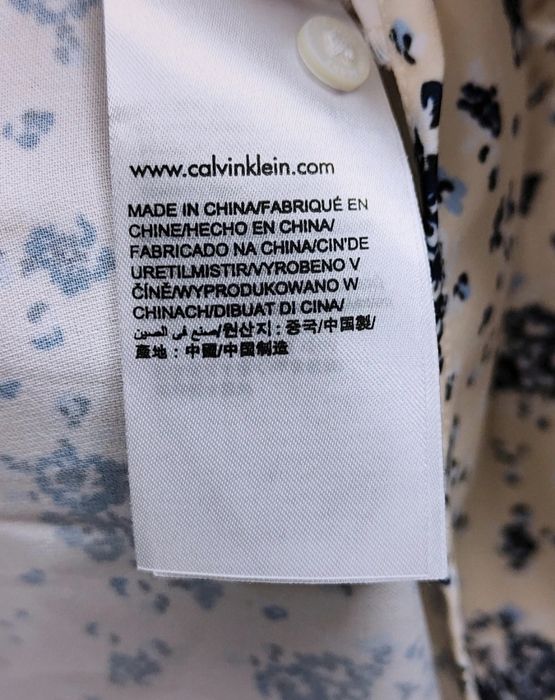 www.calvinklein.com
MADE IN CHINA/FABRIQUÉ EN
CHINE/HECHO EN CHINA/
FABRICADO NA CHINA/CIN'DE
URETILMISTIR/VYROBENO V
ČÍNĚ/WYPRODUKOWANO W
CHINACH/DIBUAT DI CINA/
صنع في الصين/원산지 : 중국/中国製/
產地 : 中國/中国制造